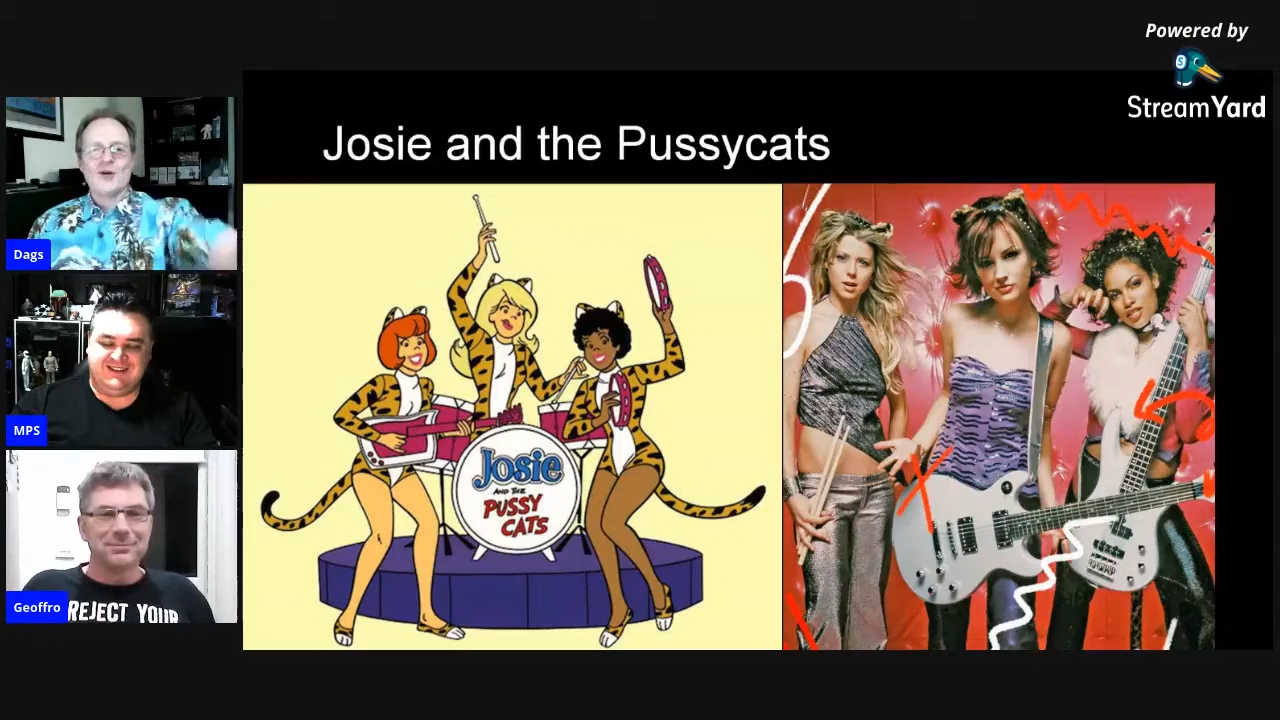 Powered by
StreamYard
Josie and the Pussycats
Dags
MPS
Geoffro
REJECT YOUR
Josie
AND THE
PUSSY
CATS